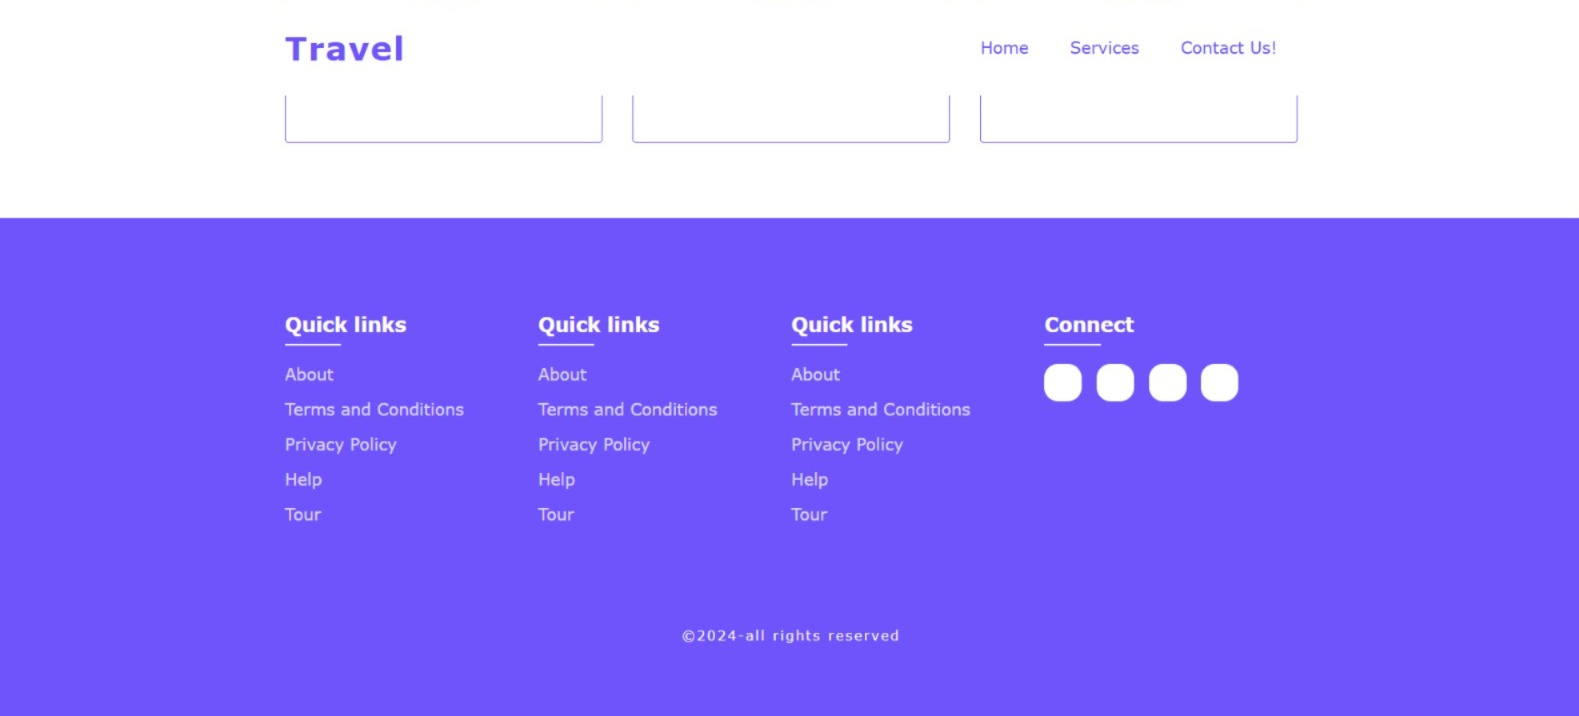 Travel
Home Services Contact Us!
Quick links
About
Terms and Conditions
Privacy Policy
Help
Tour
Quick links
About
Terms and Conditions
Privacy Policy
Help
Tour
Quick links
About
Terms and Conditions
Privacy Policy
Help
Tour
Connect
©2024-all rights reserved